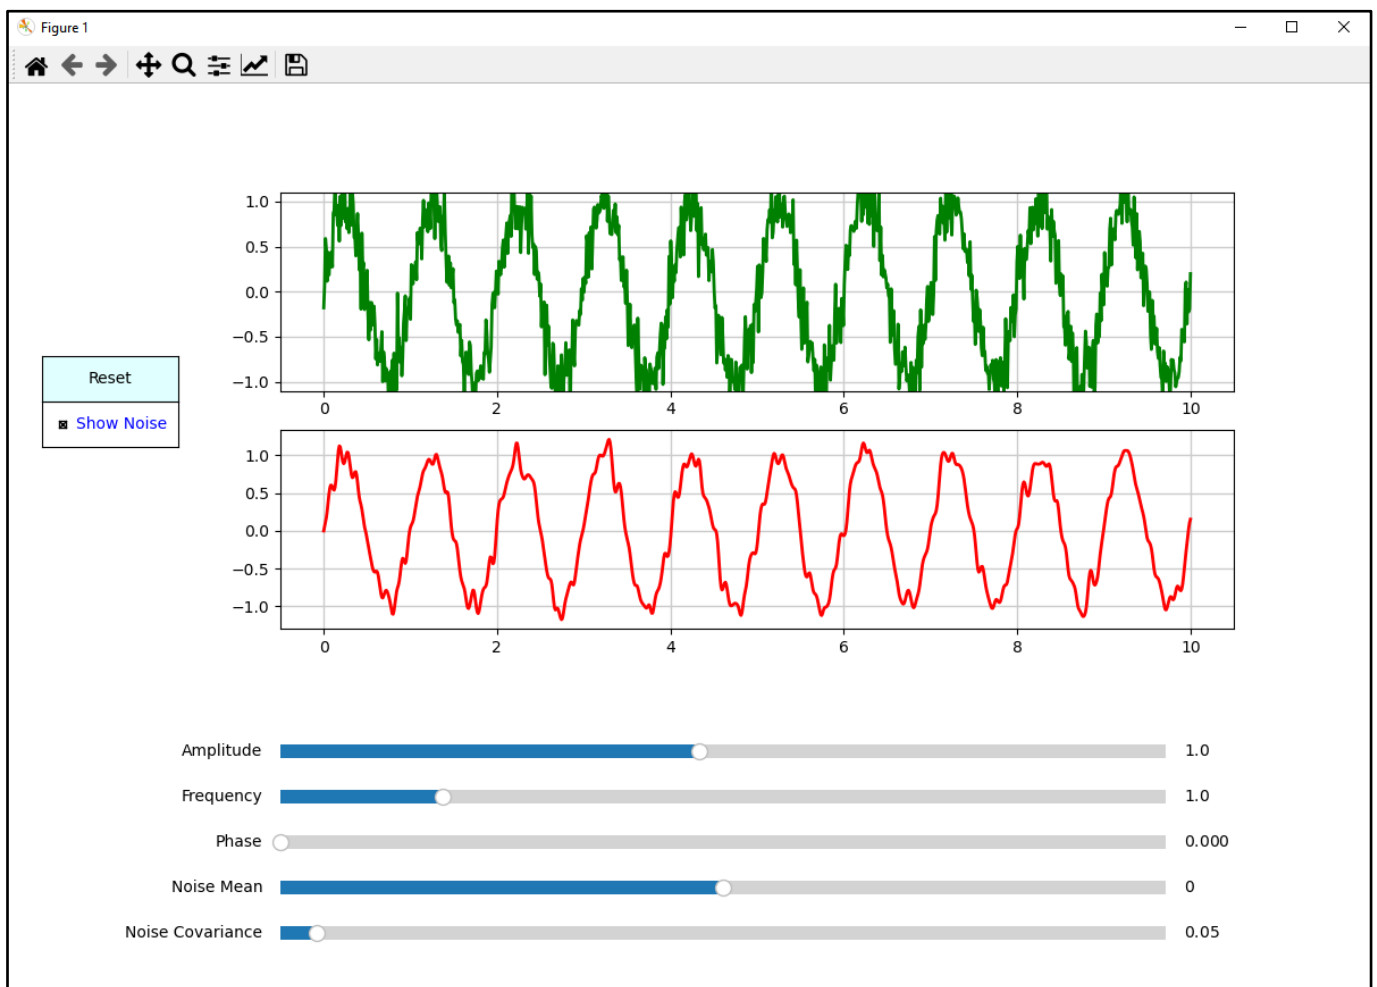 Figure 1
1.0
0.5
0.0
−0.5
−1.0
0 2 4 6 8 10
Reset
Show Noise
1.0
0.5
0.0
−0.5
−1.0
0 2 4 6 8 10
Amplitude 1.0
Frequency 1.0
Phase 0.000
Noise Mean 0
Noise Covariance 0.05